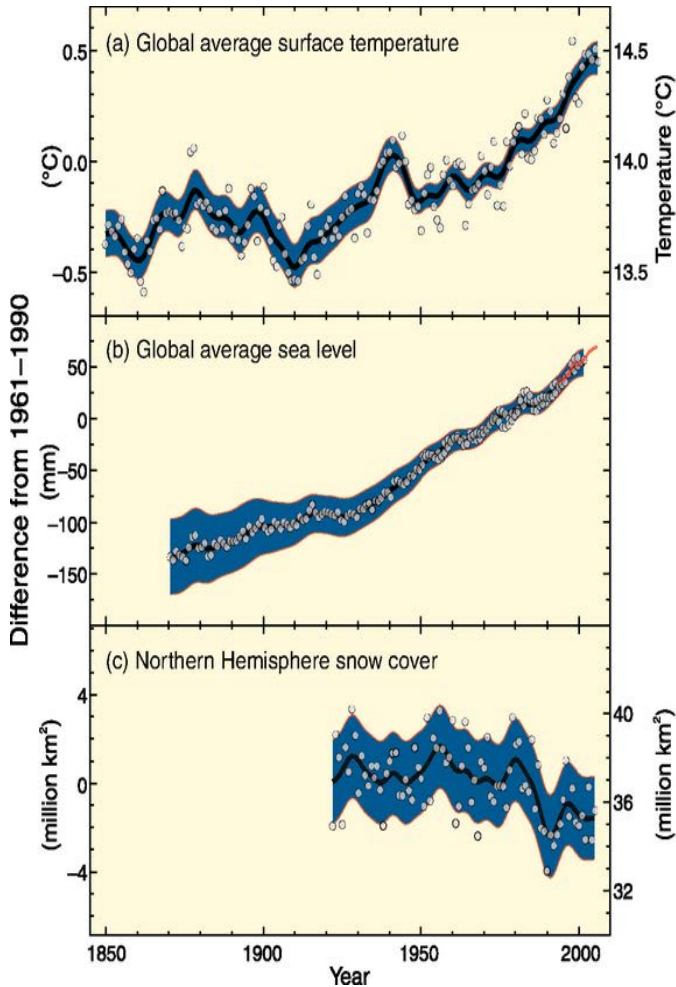 (a) Global average surface temperature
0.5
0.0
−0.5
(°C)
14.5
14.0
13.5
Temperature (°C)
Difference from 1961–1990
(b) Global average sea level
50
0
−50
−100
−150
(mm)
(c) Northern Hemisphere snow cover
4
0
−4
(million km²)
40
36
32
(million km²)
1850
1900
1950
2000
Year